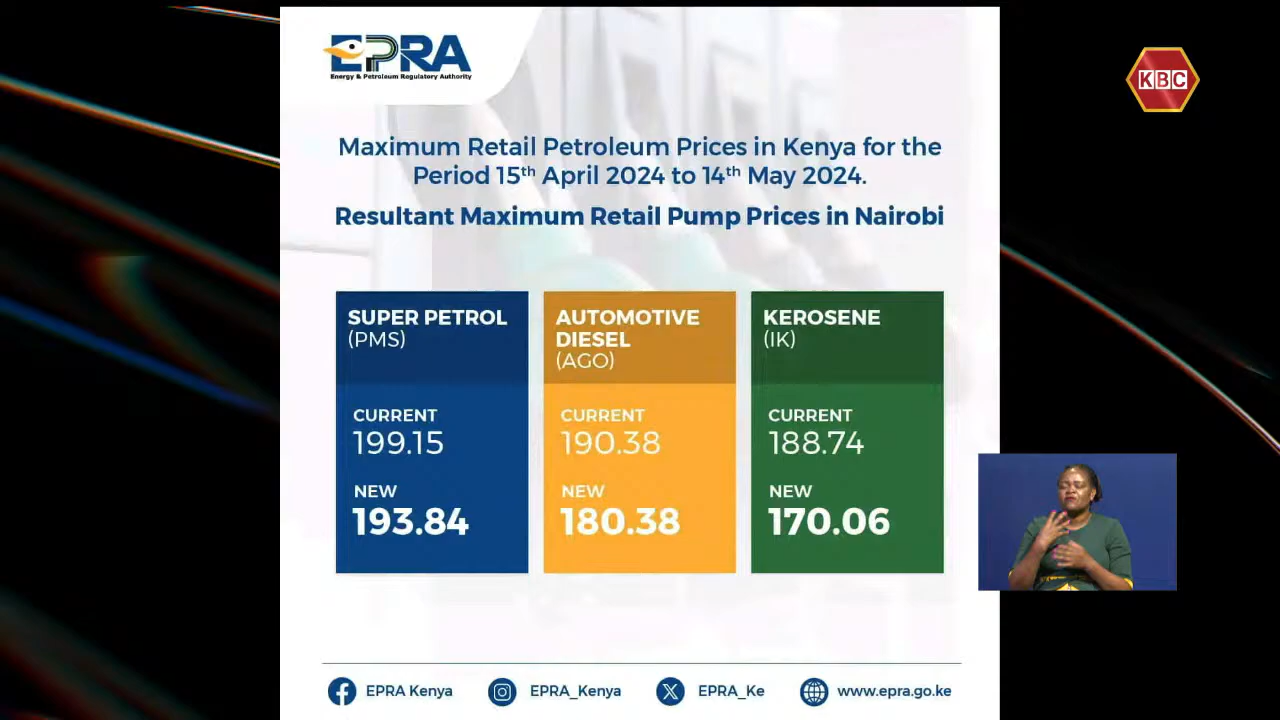 EPRA
Energy & Petroleum Regulatory Authority
KBC
Maximum Retail Petroleum Prices in Kenya for the
Period 15th April 2024 to 14th May 2024.
Resultant Maximum Retail Pump Prices in Nairobi
SUPER PETROL
(PMS)
CURRENT
199.15
NEW
193.84
AUTOMOTIVE
DIESEL
(AGO)
CURRENT
190.38
NEW
180.38
KEROSENE
(IK)
CURRENT
188.74
NEW
170.06
EPRA Kenya
EPRA_Kenya
EPRA_Ke
www.epra.go.ke